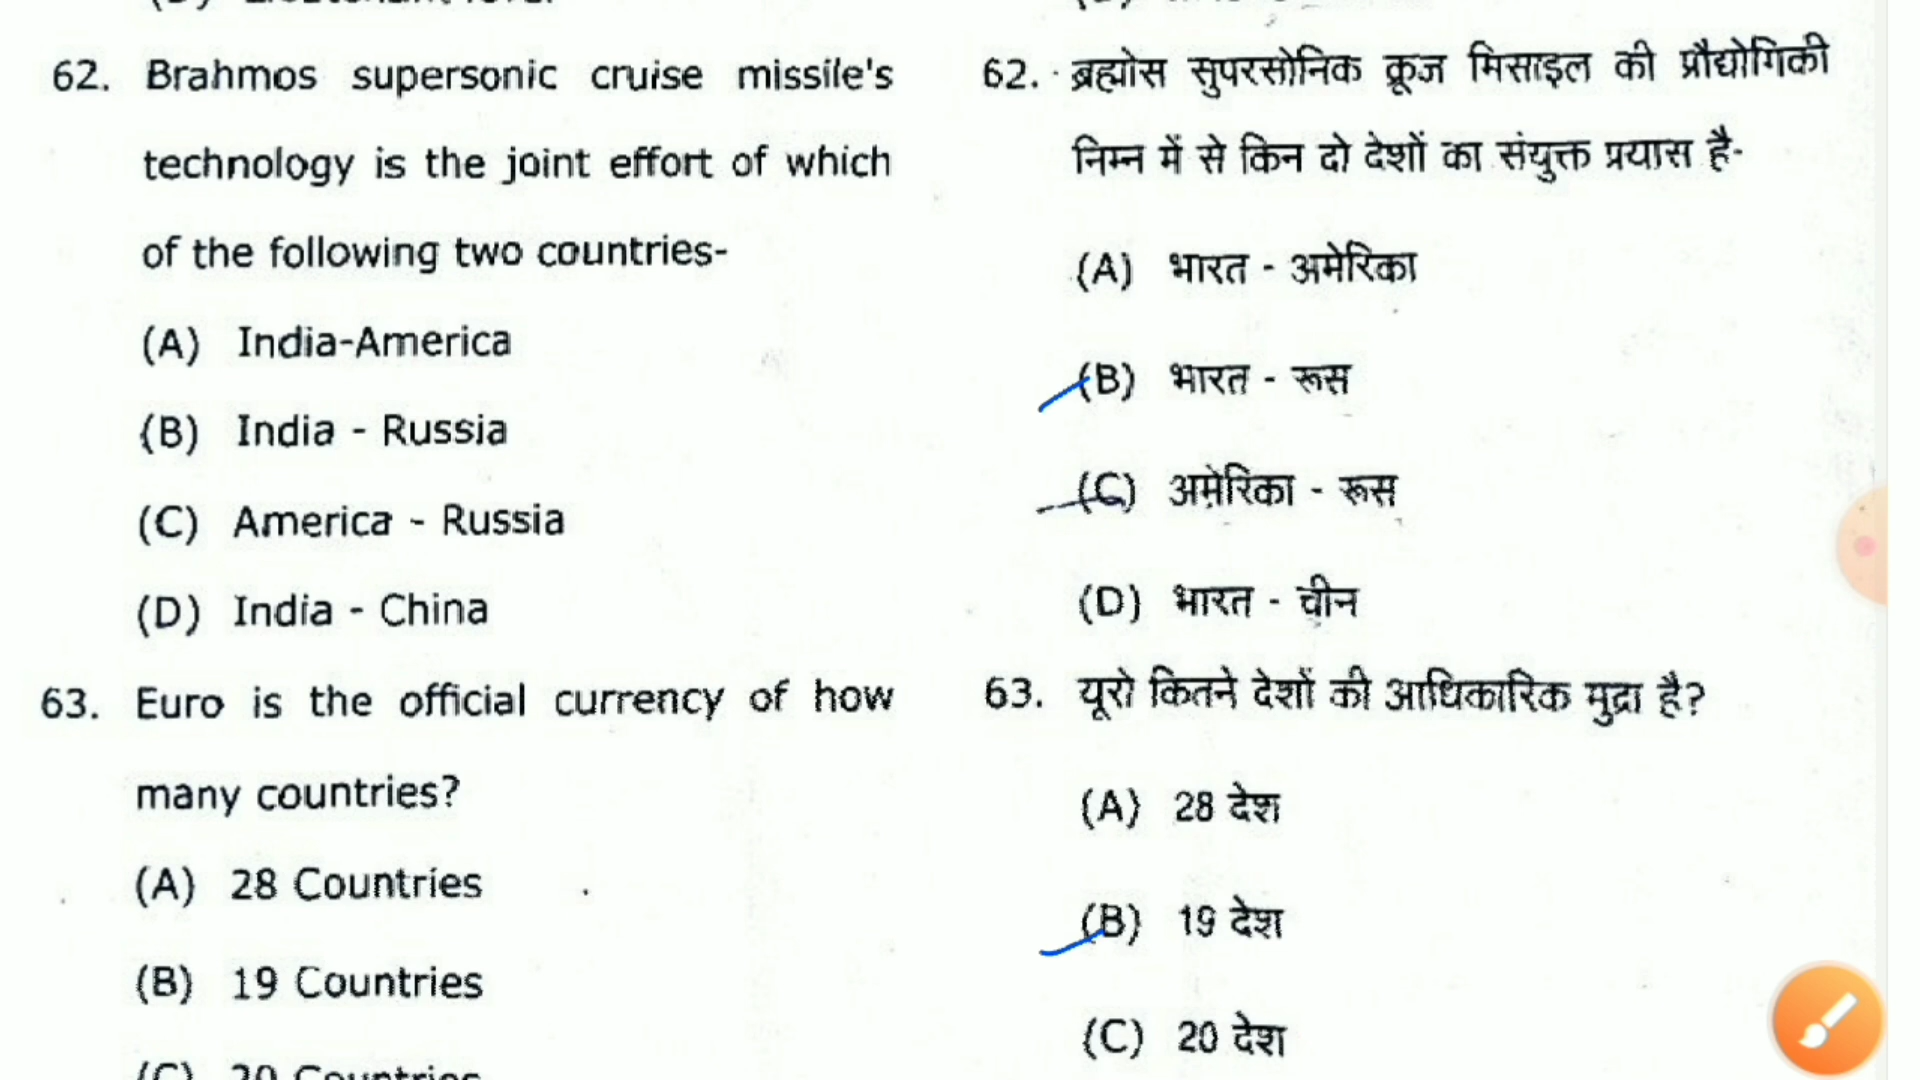 62. Brahmos supersonic cruise missile's
technology is the joint effort of which
of the following two countries-
(A) India-America
(B) India - Russia
(C) America - Russia
(D) India - China
63. Euro is the official currency of how
many countries?
(A) 28 Countries
(B) 19 Countries
(C) 20 Countries
62. ब्रह्मोस सुपरसोनिक क्रूज मिसाइल की प्रौद्योगिकी
निम्न में से किन दो देशों का संयुक्त प्रयास है-
(A) भारत - अमेरिका
(B) भारत - रूस
(C) अमेरिका - रूस
(D) भारत - चीन
63. यूरो कितने देशों की आधिकारिक मुद्रा है?
(A) 28 देश
(B) 19 देश
(C) 20 देश